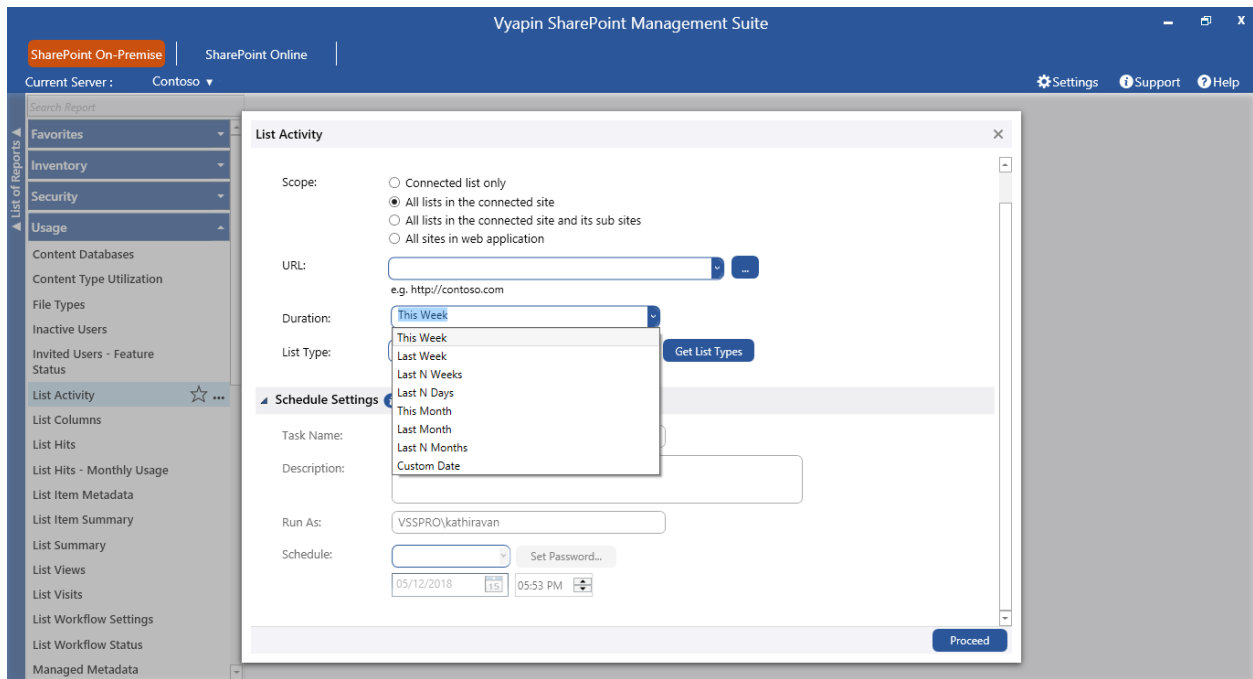 Vyapin SharePoint Management Suite
SharePoint On-Premise SharePoint Online
Current Server : Contoso
Settings Support Help
Search Report
List of Reports
Favorites
Inventory
Security
Usage
Content Databases
Content Type Utilization
File Types
Inactive Users
Invited Users - Feature
Status
List Activity ...
List Columns
List Hits
List Hits - Monthly Usage
List Item Metadata
List Item Summary
List Summary
List Views
List Visits
List Workflow Settings
List Workflow Status
Managed Metadata
List Activity
Scope:
Connected list only
All lists in the connected site
All lists in the connected site and its sub sites
All sites in web application
URL:
...
e.g. http://contoso.com
Duration: This Week
This Week
Last Week
Last N Weeks
Last N Days
This Month
Last Month
Last N Months
Custom Date
List Type: Get List Types
Schedule Settings
Task Name:
Description:
Run As: VSSPRO\kathiravan
Schedule: Set Password...
05/12/2018 15 05:53 PM
Proceed